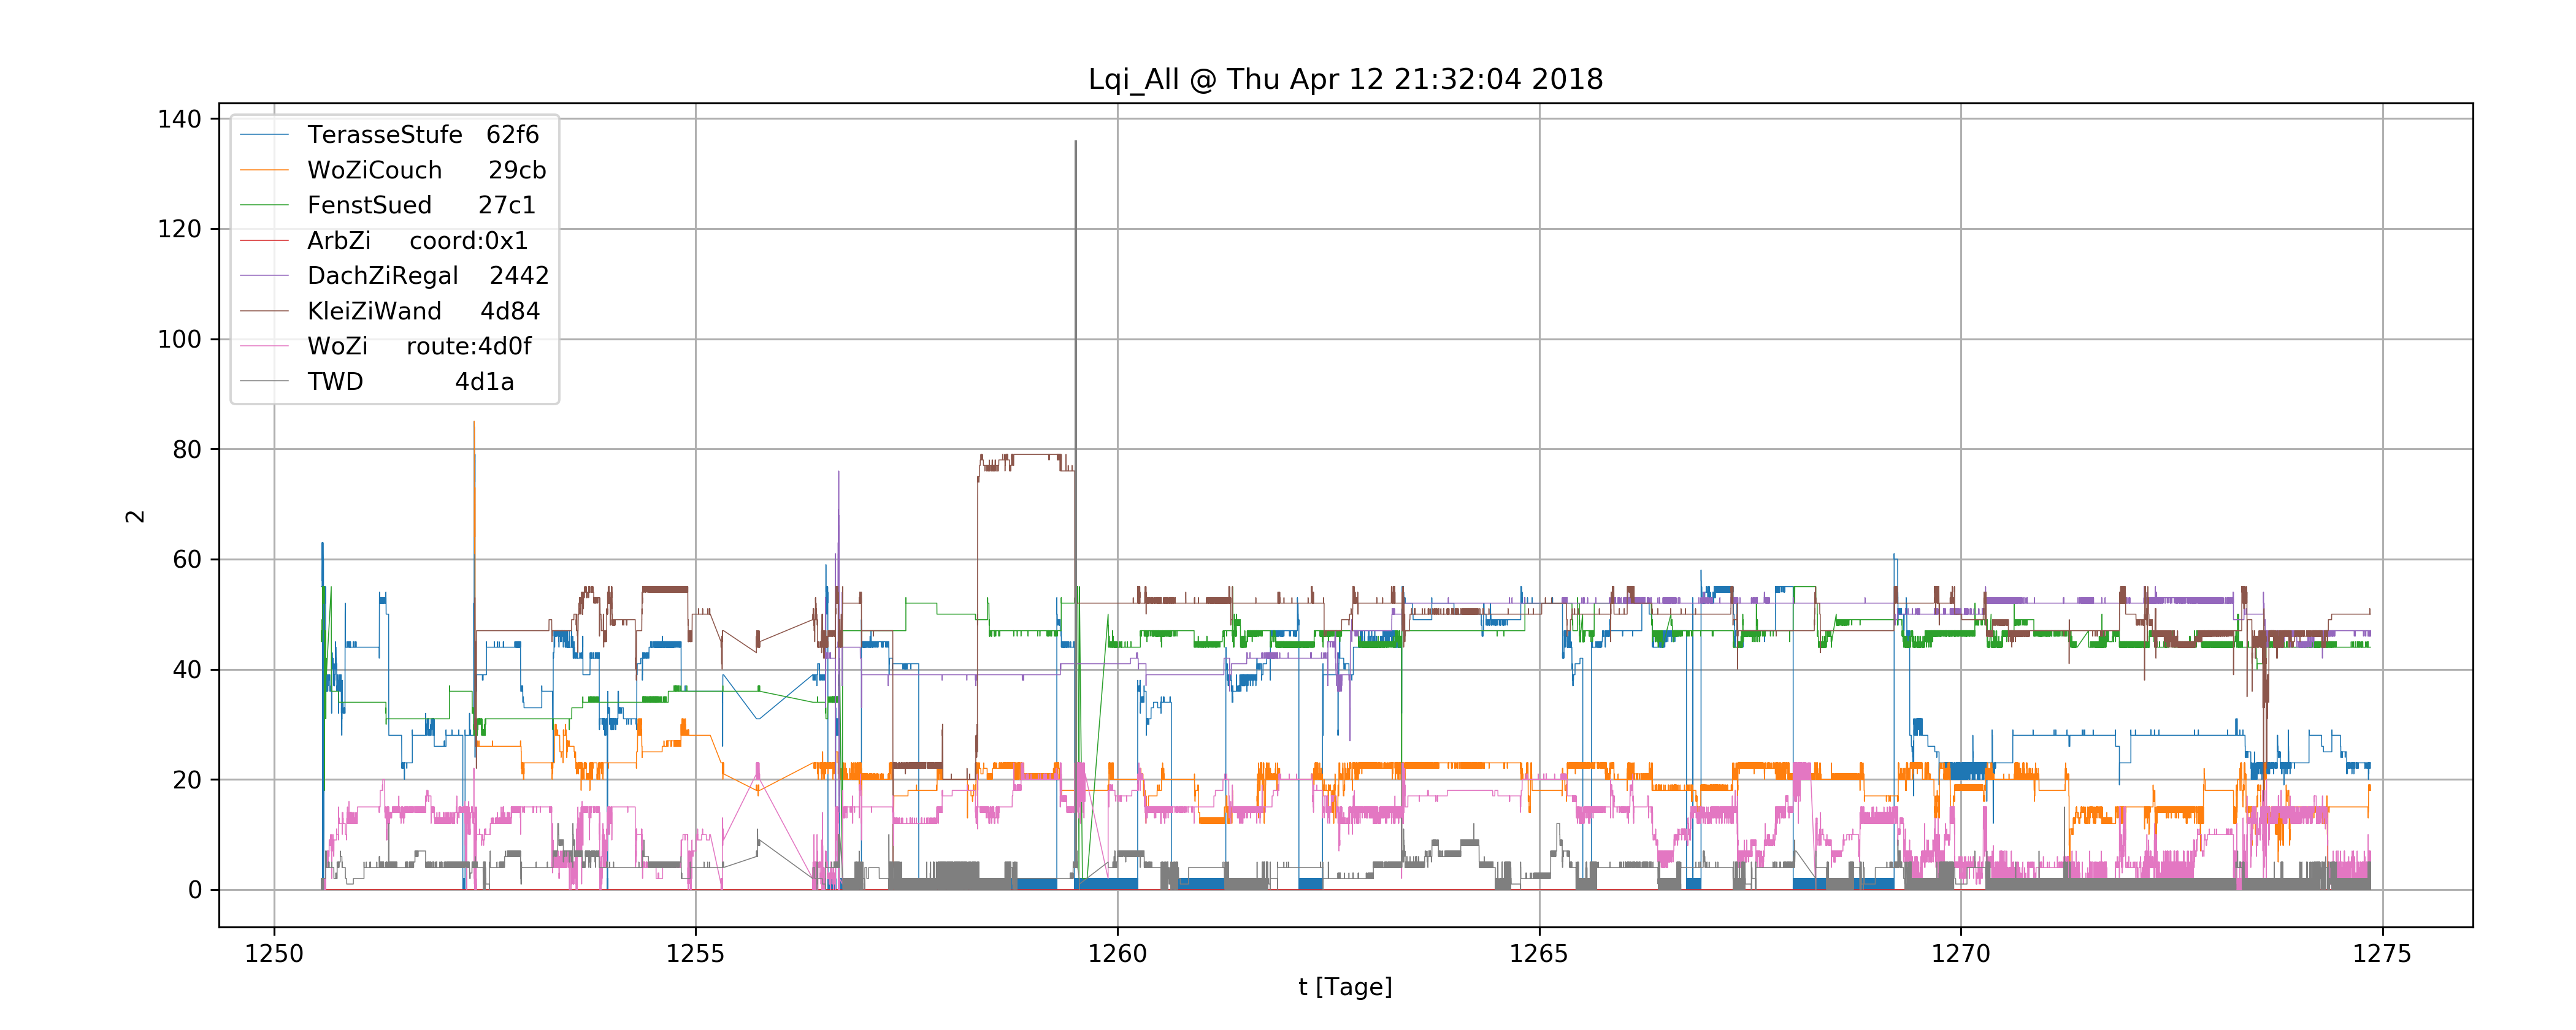 Lqi_All @ Thu Apr 12 21:32:04 2018
140
120
100
80
60
40
20
0
2
TerasseStufe 62f6
WoZiCouch 29cb
FenstSued 27c1
ArbZi coord:0x1
DachZiRegal 2442
KleiZiWand 4d84
WoZi route:4d0f
TWD 4d1a
1250 1255 1260 1265 1270 1275
t [Tage]